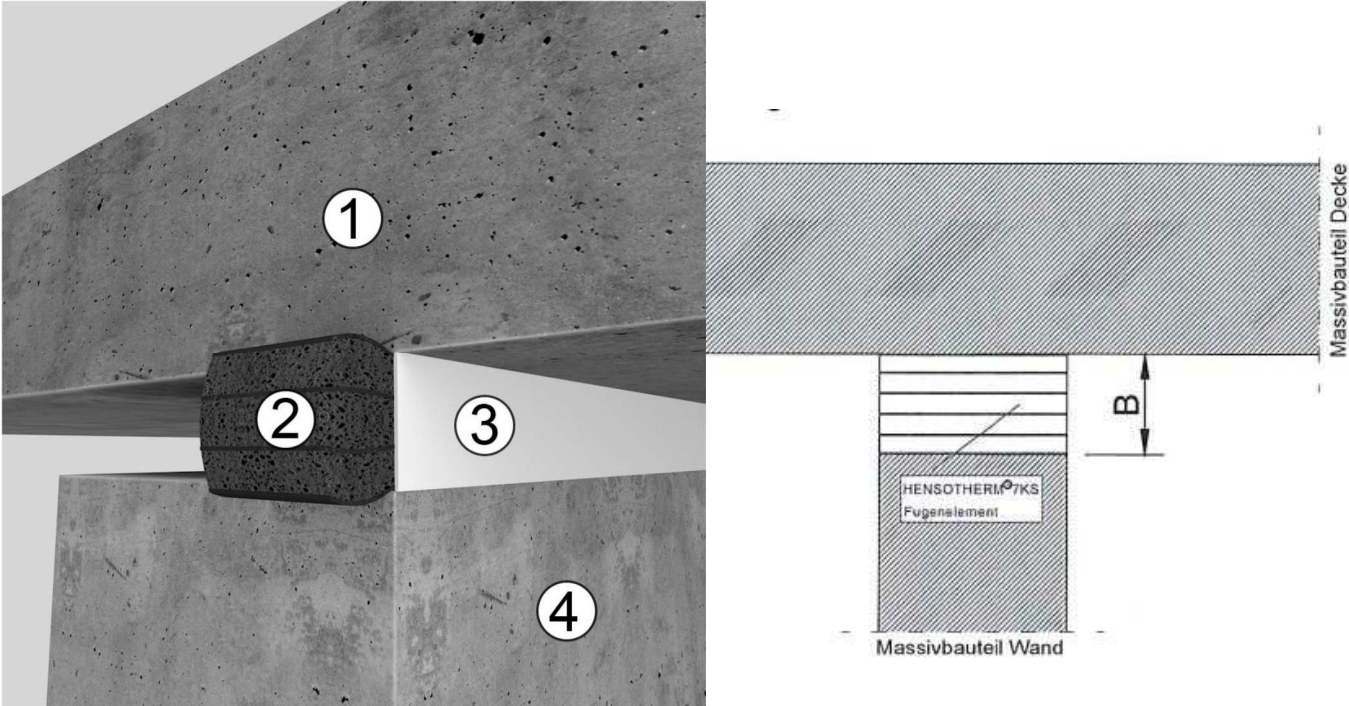 1
2
3
4
Massivbauteil Decke
B
HENSOTHERM® 7KS
Fugenelement
Massivbauteil Wand